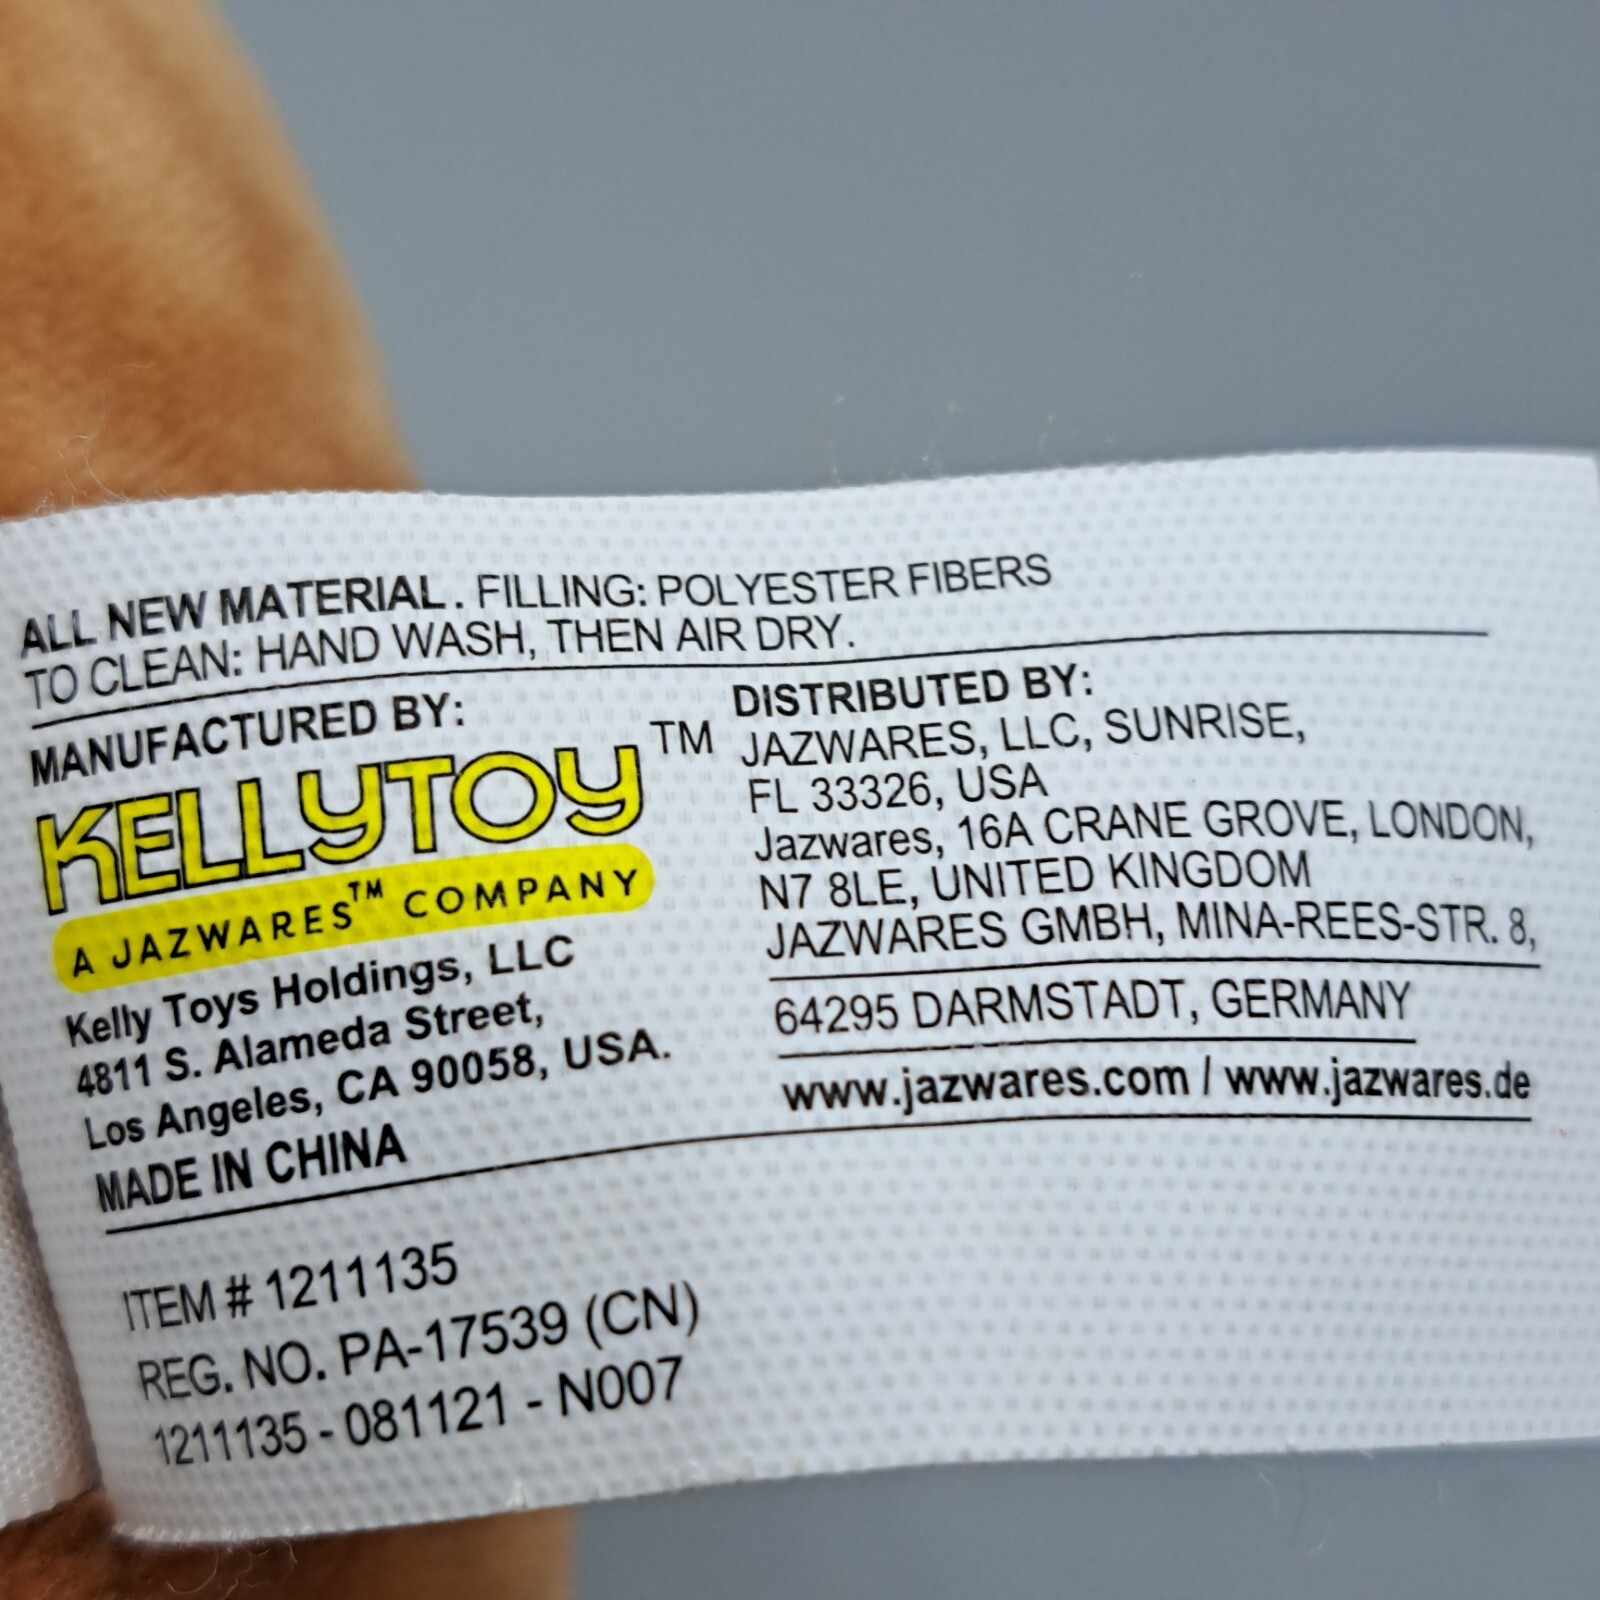 ALL NEW MATERIAL. FILLING: POLYESTER FIBERS
TO CLEAN: HAND WASH, THEN AIR DRY.
MANUFACTURED BY:
KELLYTOY™
A JAZWARES™ COMPANY
Kelly Toys Holdings, LLC
4811 S. Alameda Street,
Los Angeles, CA 90058, USA.
MADE IN CHINA
DISTRIBUTED BY:
JAZWARES, LLC, SUNRISE,
FL 33326, USA
Jazwares, 16A CRANE GROVE, LONDON,
N7 8LE, UNITED KINGDOM
JAZWARES GMBH, MINA-REES-STR. 8,
64295 DARMSTADT, GERMANY
www.jazwares.com / www.jazwares.de
ITEM # 1211135
REG. NO. PA-17539 (CN)
1211135 - 081121 - N007